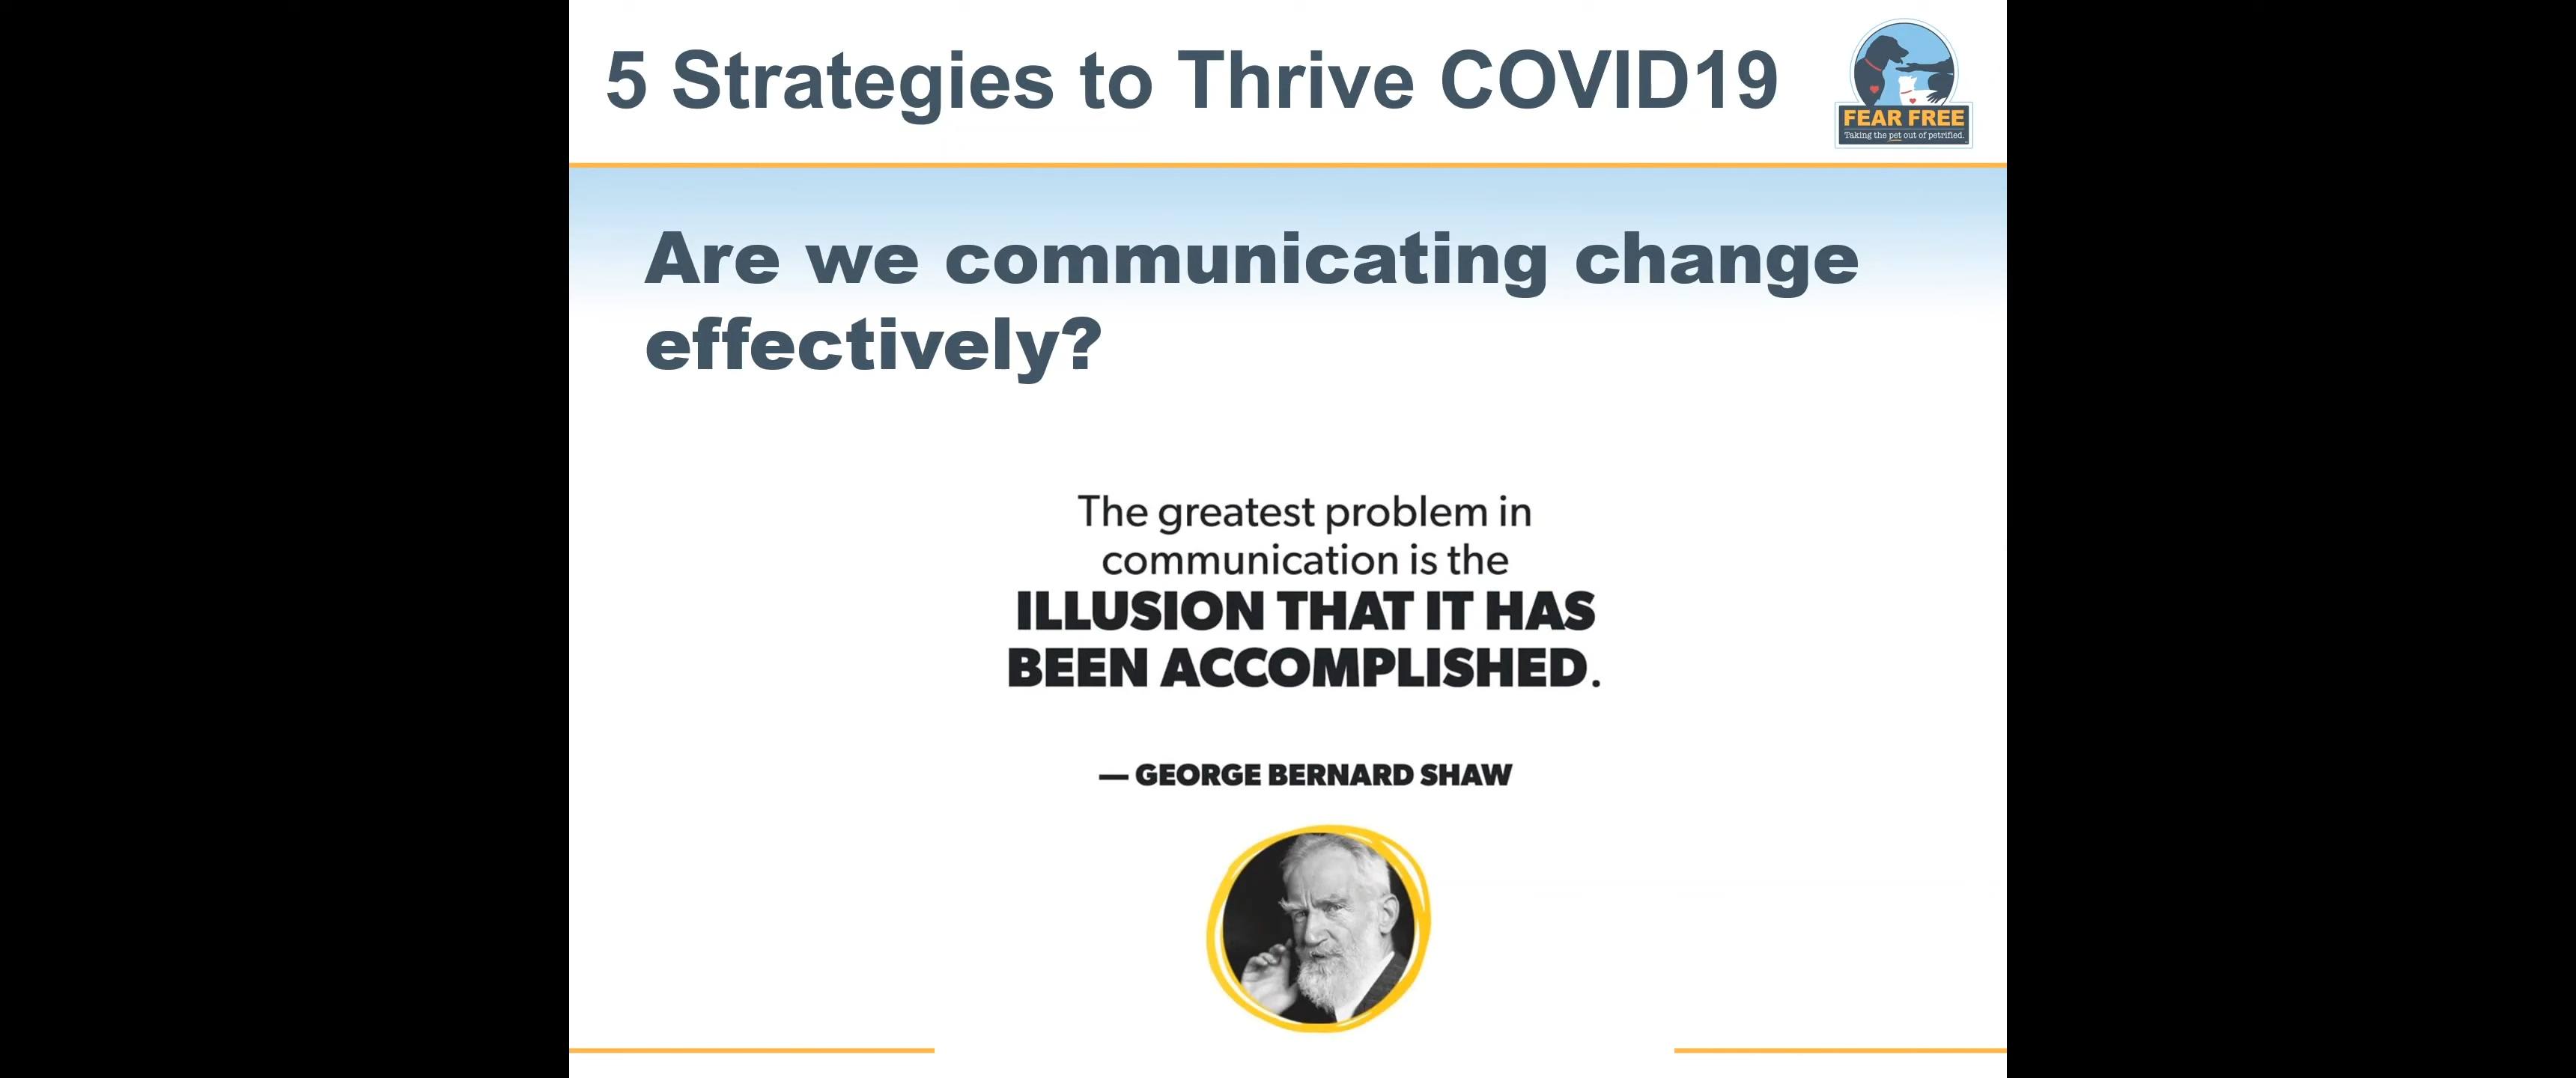 5 Strategies to Thrive COVID19
FEAR FREE
Taking the pet out of petrified.
Are we communicating change
effectively?
The greatest problem in
communication is the
ILLUSION THAT IT HAS
BEEN ACCOMPLISHED.
— GEORGE BERNARD SHAW